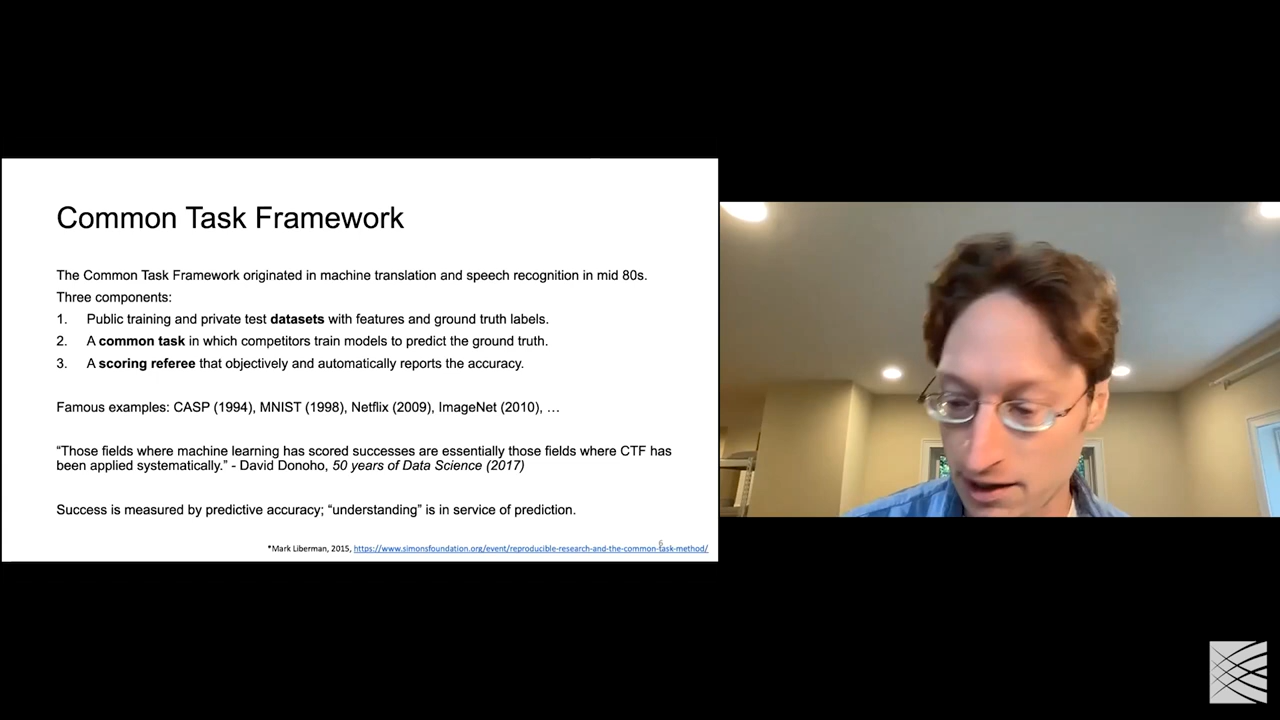 Common Task Framework
The Common Task Framework originated in machine translation and speech recognition in mid 80s.
Three components:
1. Public training and private test datasets with features and ground truth labels.
2. A common task in which competitors train models to predict the ground truth.
3. A scoring referee that objectively and automatically reports the accuracy.
Famous examples: CASP (1994), MNIST (1998), Netflix (2009), ImageNet (2010), …
“Those fields where machine learning has scored successes are essentially those fields where CTF has
been applied systematically.” - David Donoho, 50 years of Data Science (2017)
Success is measured by predictive accuracy; “understanding” is in service of prediction.
6
*Mark Liberman, 2015, https://www.simonsfoundation.org/event/reproducible-research-and-the-common-task-method/